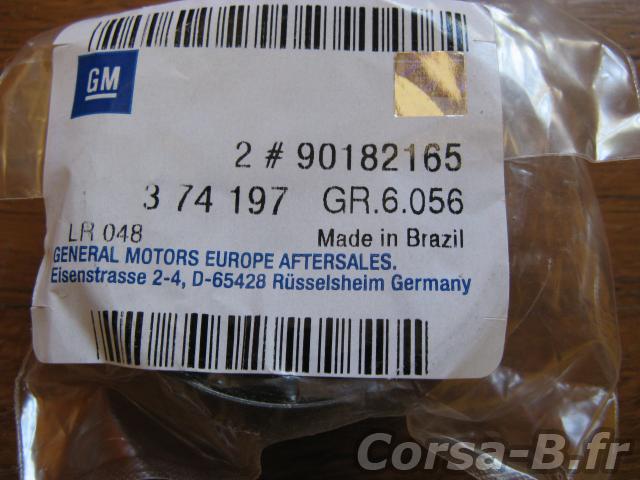 GM
2 # 90182165
3 74 197 GR.6.056
LR 048 Made in Brazil
GENERAL MOTORS EUROPE AFTERSALES.
Eisenstrasse 2-4, D-65428 Rüsselsheim Germany
Corsa-B.fr